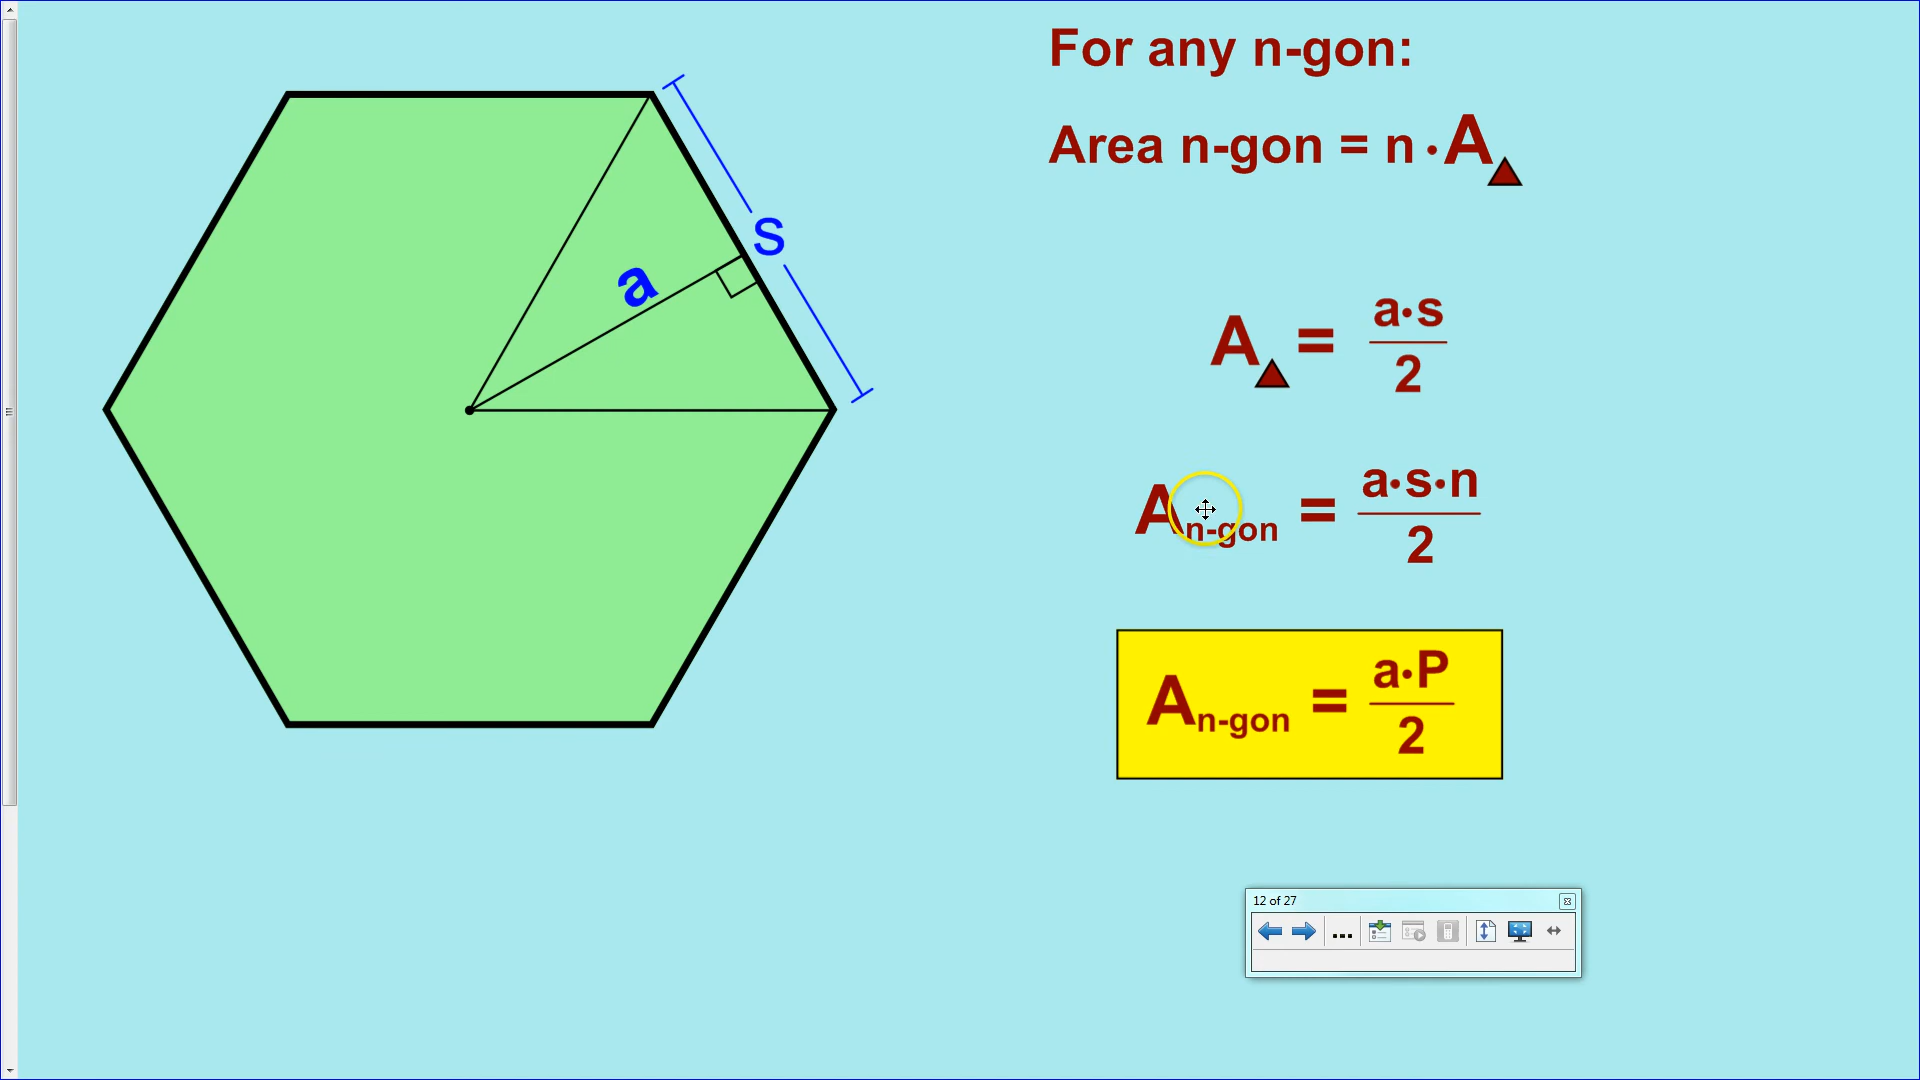 For any n-gon:
Area n-gon = n · A▲
s
a
A▲ = a·s / 2
An-gon = a·s·n / 2
An-gon = a·P / 2
12 of 27
...